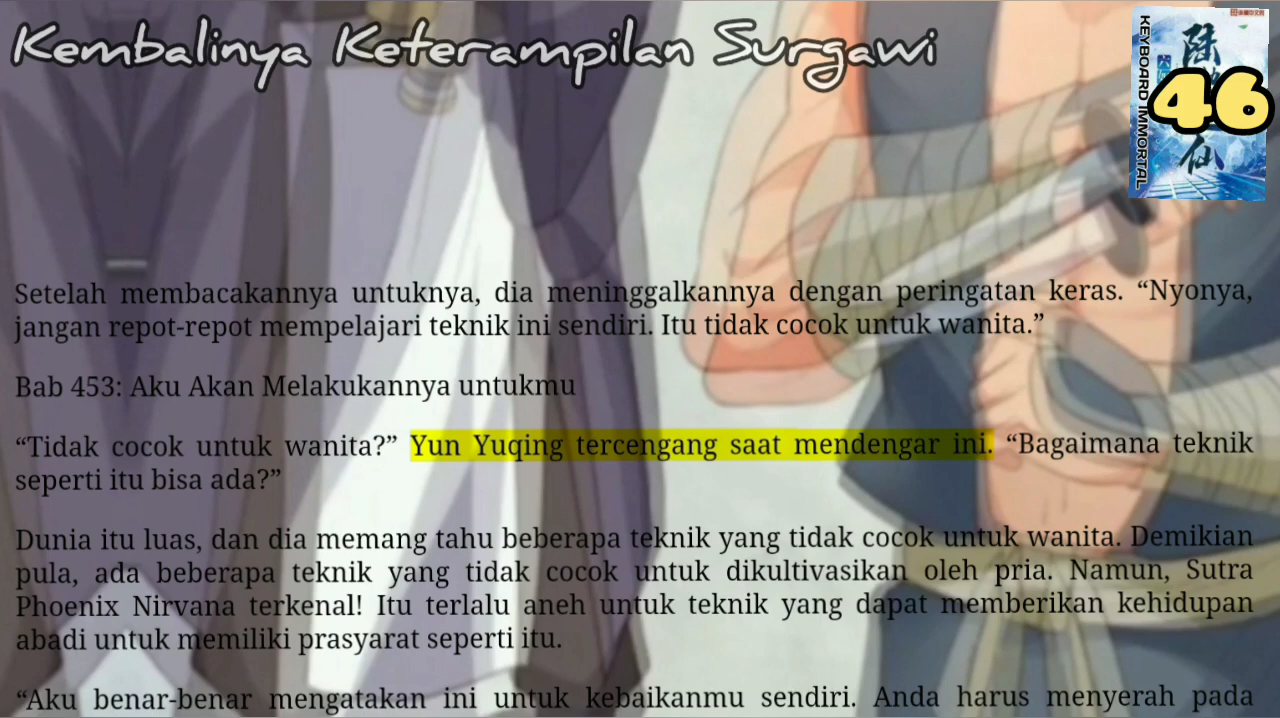 Kembalinya Keterampilan Surgawi
KEYBOARD IMMORTAL
46
Setelah membacakannya untuknya, dia meninggalkannya dengan peringatan keras. “Nyonya,
jangan repot-repot mempelajari teknik ini sendiri. Itu tidak cocok untuk wanita.”
Bab 453: Aku Akan Melakukannya untukmu
“Tidak cocok untuk wanita?” Yun Yuqing tercengang saat mendengar ini. “Bagaimana teknik
seperti itu bisa ada?”
Dunia itu luas, dan dia memang tahu beberapa teknik yang tidak cocok untuk wanita. Demikian
pula, ada beberapa teknik yang tidak cocok untuk dikultivasikan oleh pria. Namun, Sutra
Phoenix Nirvana terkenal! Itu terlalu aneh untuk teknik yang dapat memberikan kehidupan
abadi untuk memiliki prasyarat seperti itu.
“Aku benar-benar mengatakan ini untuk kebaikanmu sendiri. Anda harus menyerah pada